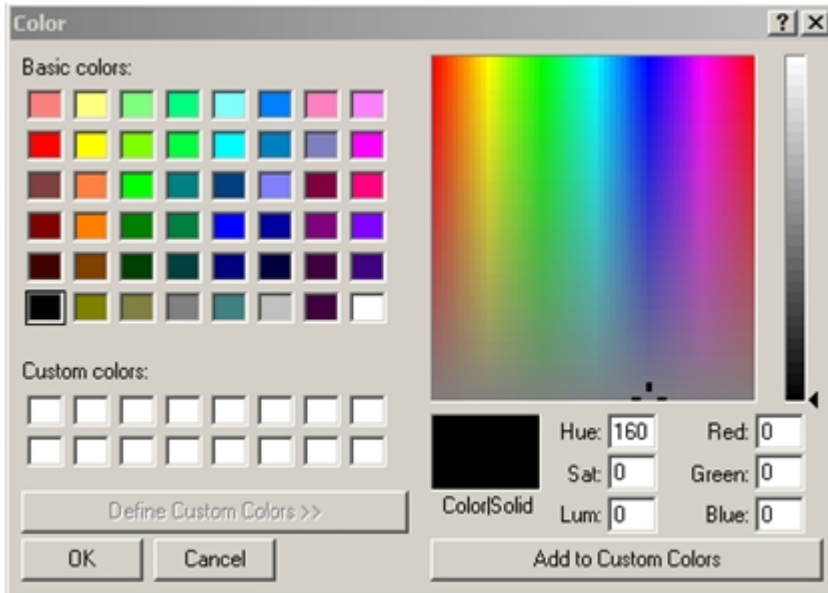 Color
Basic colors:
Custom colors:
Define Custom Colors >>
OK Cancel
Color|Solid
Hue: 160 Red: 0
Sat: 0 Green: 0
Lum: 0 Blue: 0
Add to Custom Colors